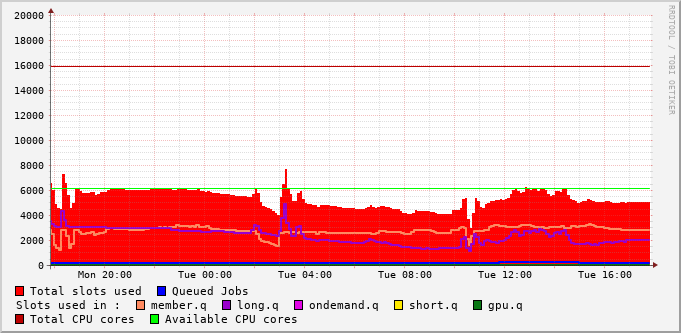 20000
18000
16000
14000
12000
10000
8000
6000
4000
2000
0
Mon 20:00 Tue 00:00 Tue 04:00 Tue 08:00 Tue 12:00 Tue 16:00
RRDTOOL / TOBI OETIKER
Total slots used Queued Jobs
Slots used in : member.q long.q ondemand.q short.q gpu.q
Total CPU cores Available CPU cores